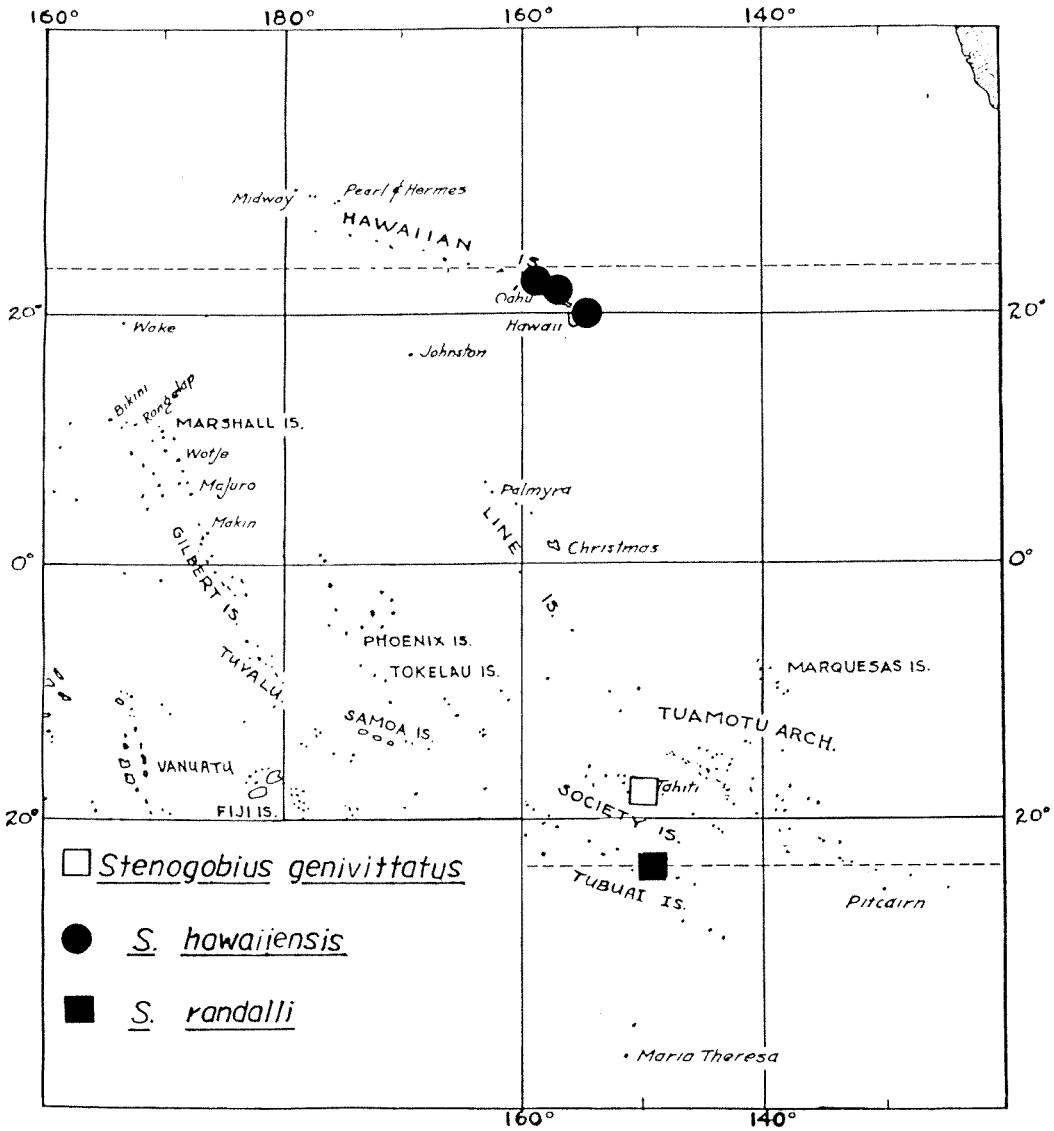 160° 180° 160° 140°
Midway
Pearl & Hermes
HAWAIIAN
IS.
Oahu
20° 20°
Hawaii
Wake
Johnston
Bikini
Rongelap
MARSHALL IS.
Wotje
Majuro
Palmyra
Makin
LINE
GILBERT IS.
Christmas
0° 0°
IS.
PHOENIX IS.
TUVALU
TOKELAU IS.
MARQUESAS IS.
SAMOA IS.
TUAMOTU ARCH.
VANUATU
Tahiti
SOCIETY IS.
FIJI IS.
20° 20°
Stenogobius genivittatus
TUBUAI IS.
Pitcairn
S. hawaiiensis
S. randalli
Maria Theresa
160° 140°